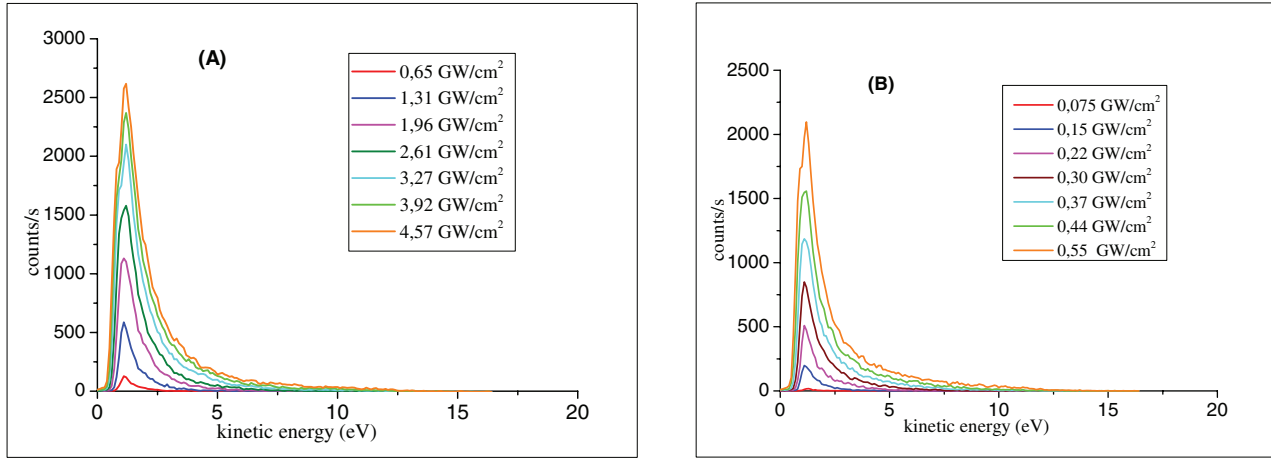 (A)
3000
2500
2000
1500
1000
500
0
counts/s
0,65 GW/cm²
1,31 GW/cm²
1,96 GW/cm²
2,61 GW/cm²
3,27 GW/cm²
3,92 GW/cm²
4,57 GW/cm²
0 5 10 15 20
kinetic energy (eV)
(B)
2500
2000
1500
1000
500
0
counts/s
0,075 GW/cm²
0,15 GW/cm²
0,22 GW/cm²
0,30 GW/cm²
0,37 GW/cm²
0,44 GW/cm²
0,55 GW/cm²
0 5 10 15 20
kinetic energy (eV)